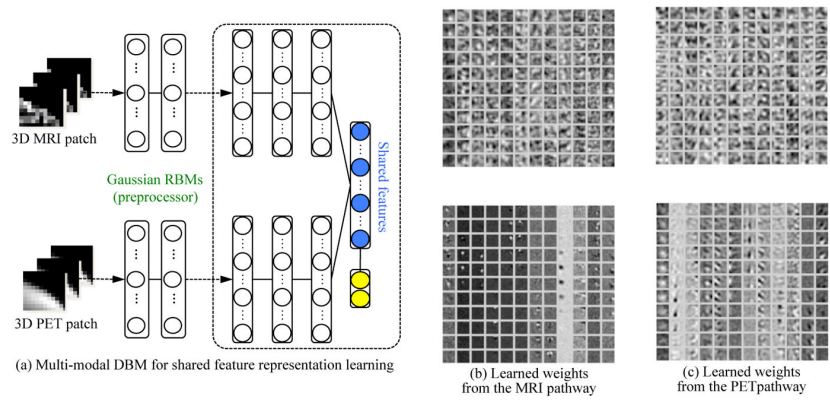 3D MRI patch
Gaussian RBMs
(preprocessor)
Shared features
3D PET patch
(a) Multi-modal DBM for shared feature representation learning
(b) Learned weights
from the MRI pathway
(c) Learned weights
from the PETpathway